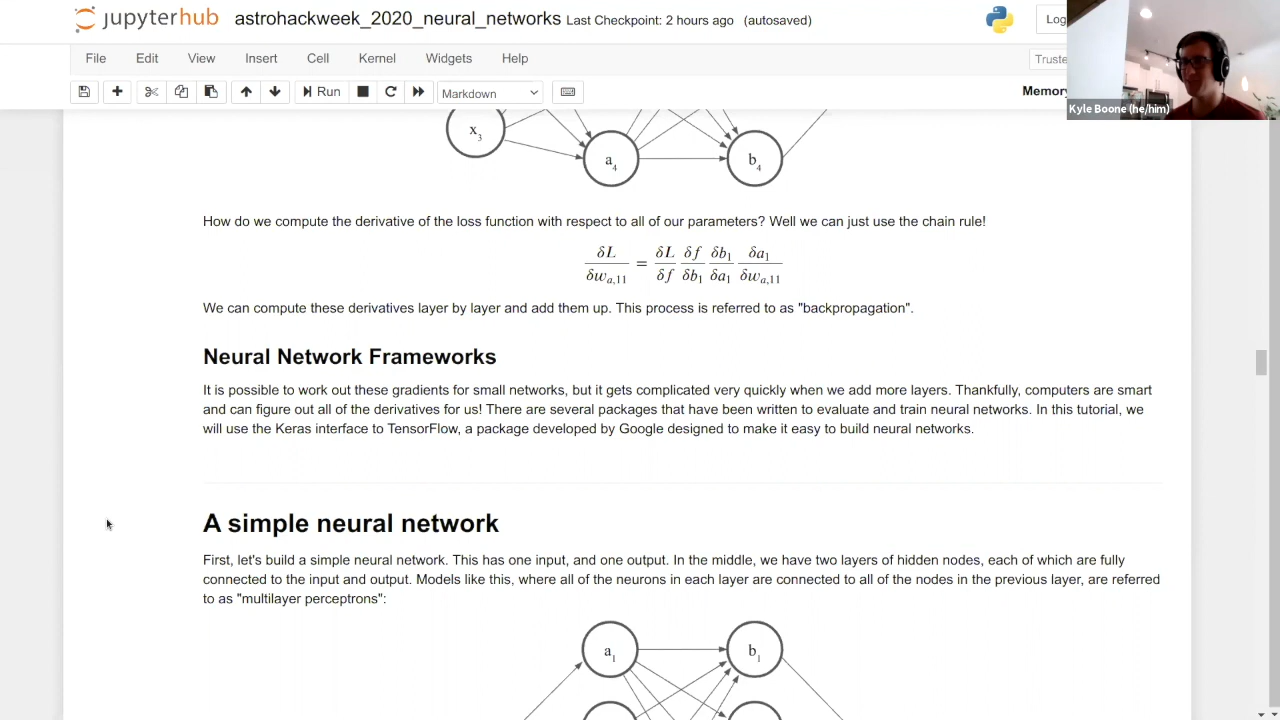 jupyterhub astrohackweek_2020_neural_networks Last Checkpoint: 2 hours ago (autosaved)
Log
File Edit View Insert Cell Kernel Widgets Help
Truste
Run
Markdown
Memory
Kyle Boone (he/him)
x3
a4
b4
How do we compute the derivative of the loss function with respect to all of our parameters? Well we can just use the chain rule!
δL/δwa,11 = δL/δf δf/δb1 δb1/δa1 δa1/δwa,11
We can compute these derivatives layer by layer and add them up. This process is referred to as "backpropagation".
Neural Network Frameworks
It is possible to work out these gradients for small networks, but it gets complicated very quickly when we add more layers. Thankfully, computers are smart
and can figure out all of the derivatives for us! There are several packages that have been written to evaluate and train neural networks. In this tutorial, we
will use the Keras interface to TensorFlow, a package developed by Google designed to make it easy to build neural networks.
A simple neural network
First, let's build a simple neural network. This has one input, and one output. In the middle, we have two layers of hidden nodes, each of which are fully
connected to the input and output. Models like this, where all of the neurons in each layer are connected to all of the nodes in the previous layer, are referred
to as "multilayer perceptrons":
a1
b1